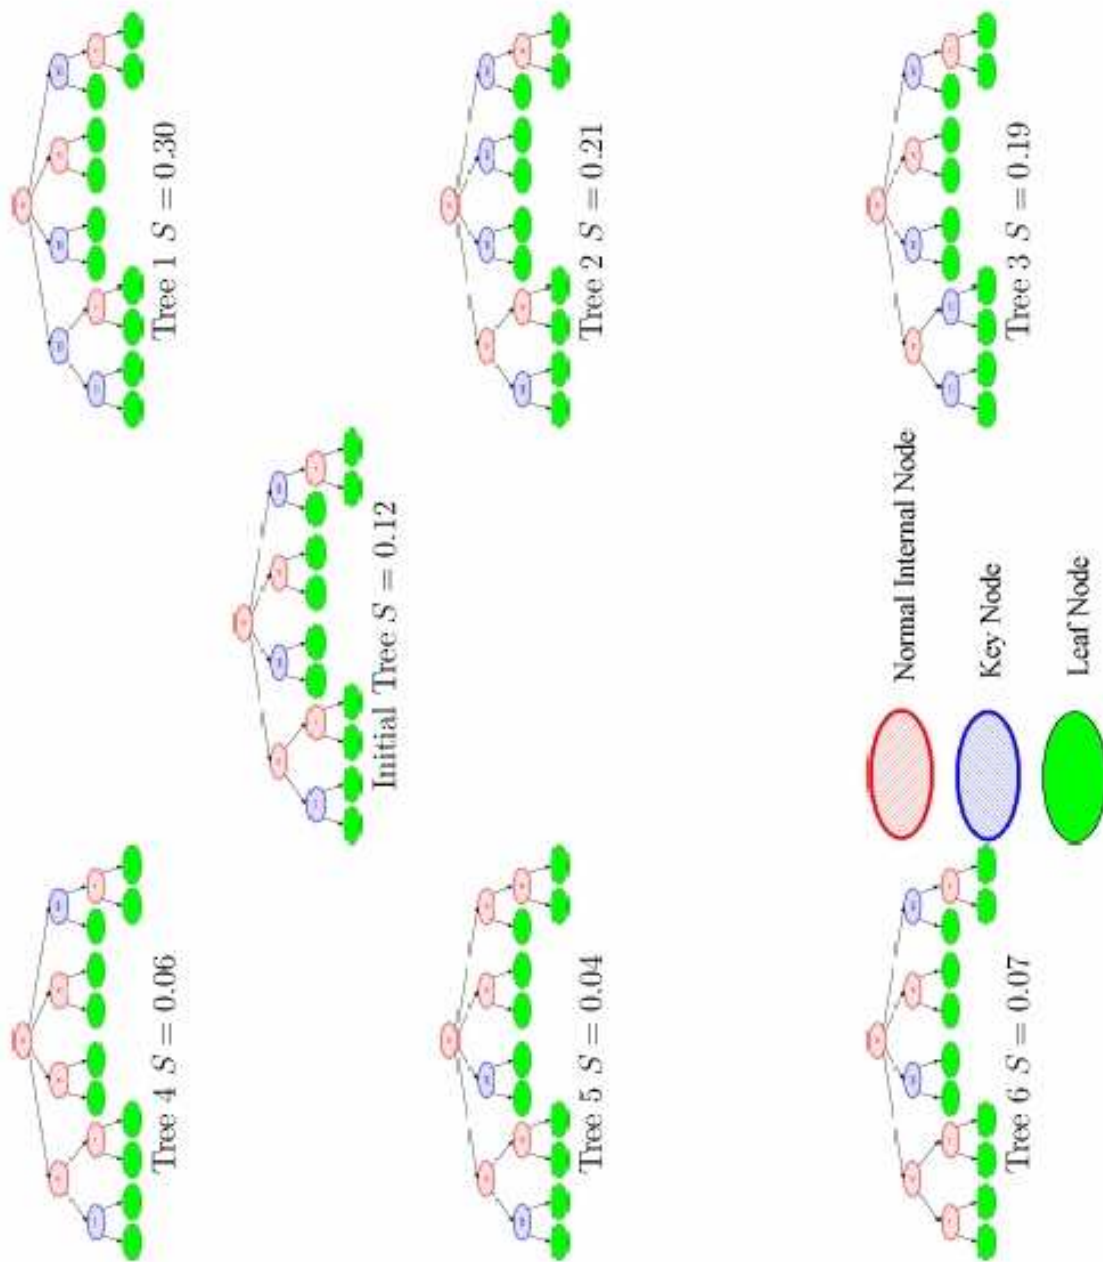 Tree 1 S = 0.30
Tree 2 S = 0.21
Tree 3 S = 0.19
Initial Tree S = 0.12
Normal Internal Node
Key Node
Leaf Node
Tree 4 S = 0.06
Tree 5 S = 0.04
Tree 6 S = 0.07